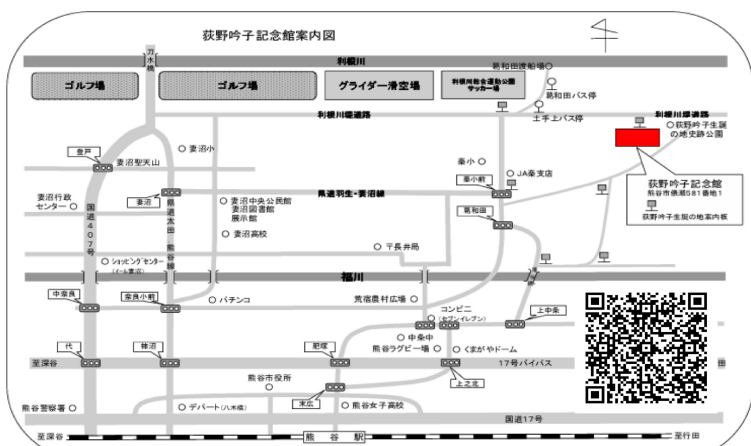 荻野吟子記念館案内図
刀水橋
利根川
葛和田渡船場
ゴルフ場
ゴルフ場
グライダー滑空場
利根川総合運動公園
サッカー場
葛和田バス停
土手上バス停
利根川堤道路
利根川堤道路
荻野吟子生誕
の地史跡公園
妻沼小
登戸
妻沼聖天山
秦小
JA秦支店
秦小前
荻野吟子記念館
熊谷市俵瀬581番地1
荻野吟子生誕の地案内板
妻沼行政
センター
妻沼
県道羽生・妻沼線
妻沼中央公民館
妻沼図書館
展示館
葛和田
国道407号
県道太田
熊谷線
妻沼高校
〒長井局
ショッピングセンター
福川
中奈良
奈良小前
パチンコ
荒宿農村広場
コンビニ
(セブンイレブン)
上中条
中条中
代
柿沼
肥塚
熊谷ラグビー場
くまがやドーム
至深谷
17号バイパス
田
上之北
熊谷市役所
末広
熊谷警察署
デパート(八木橋)
熊谷女子高校
国道17号
至深谷
熊谷駅
至行田